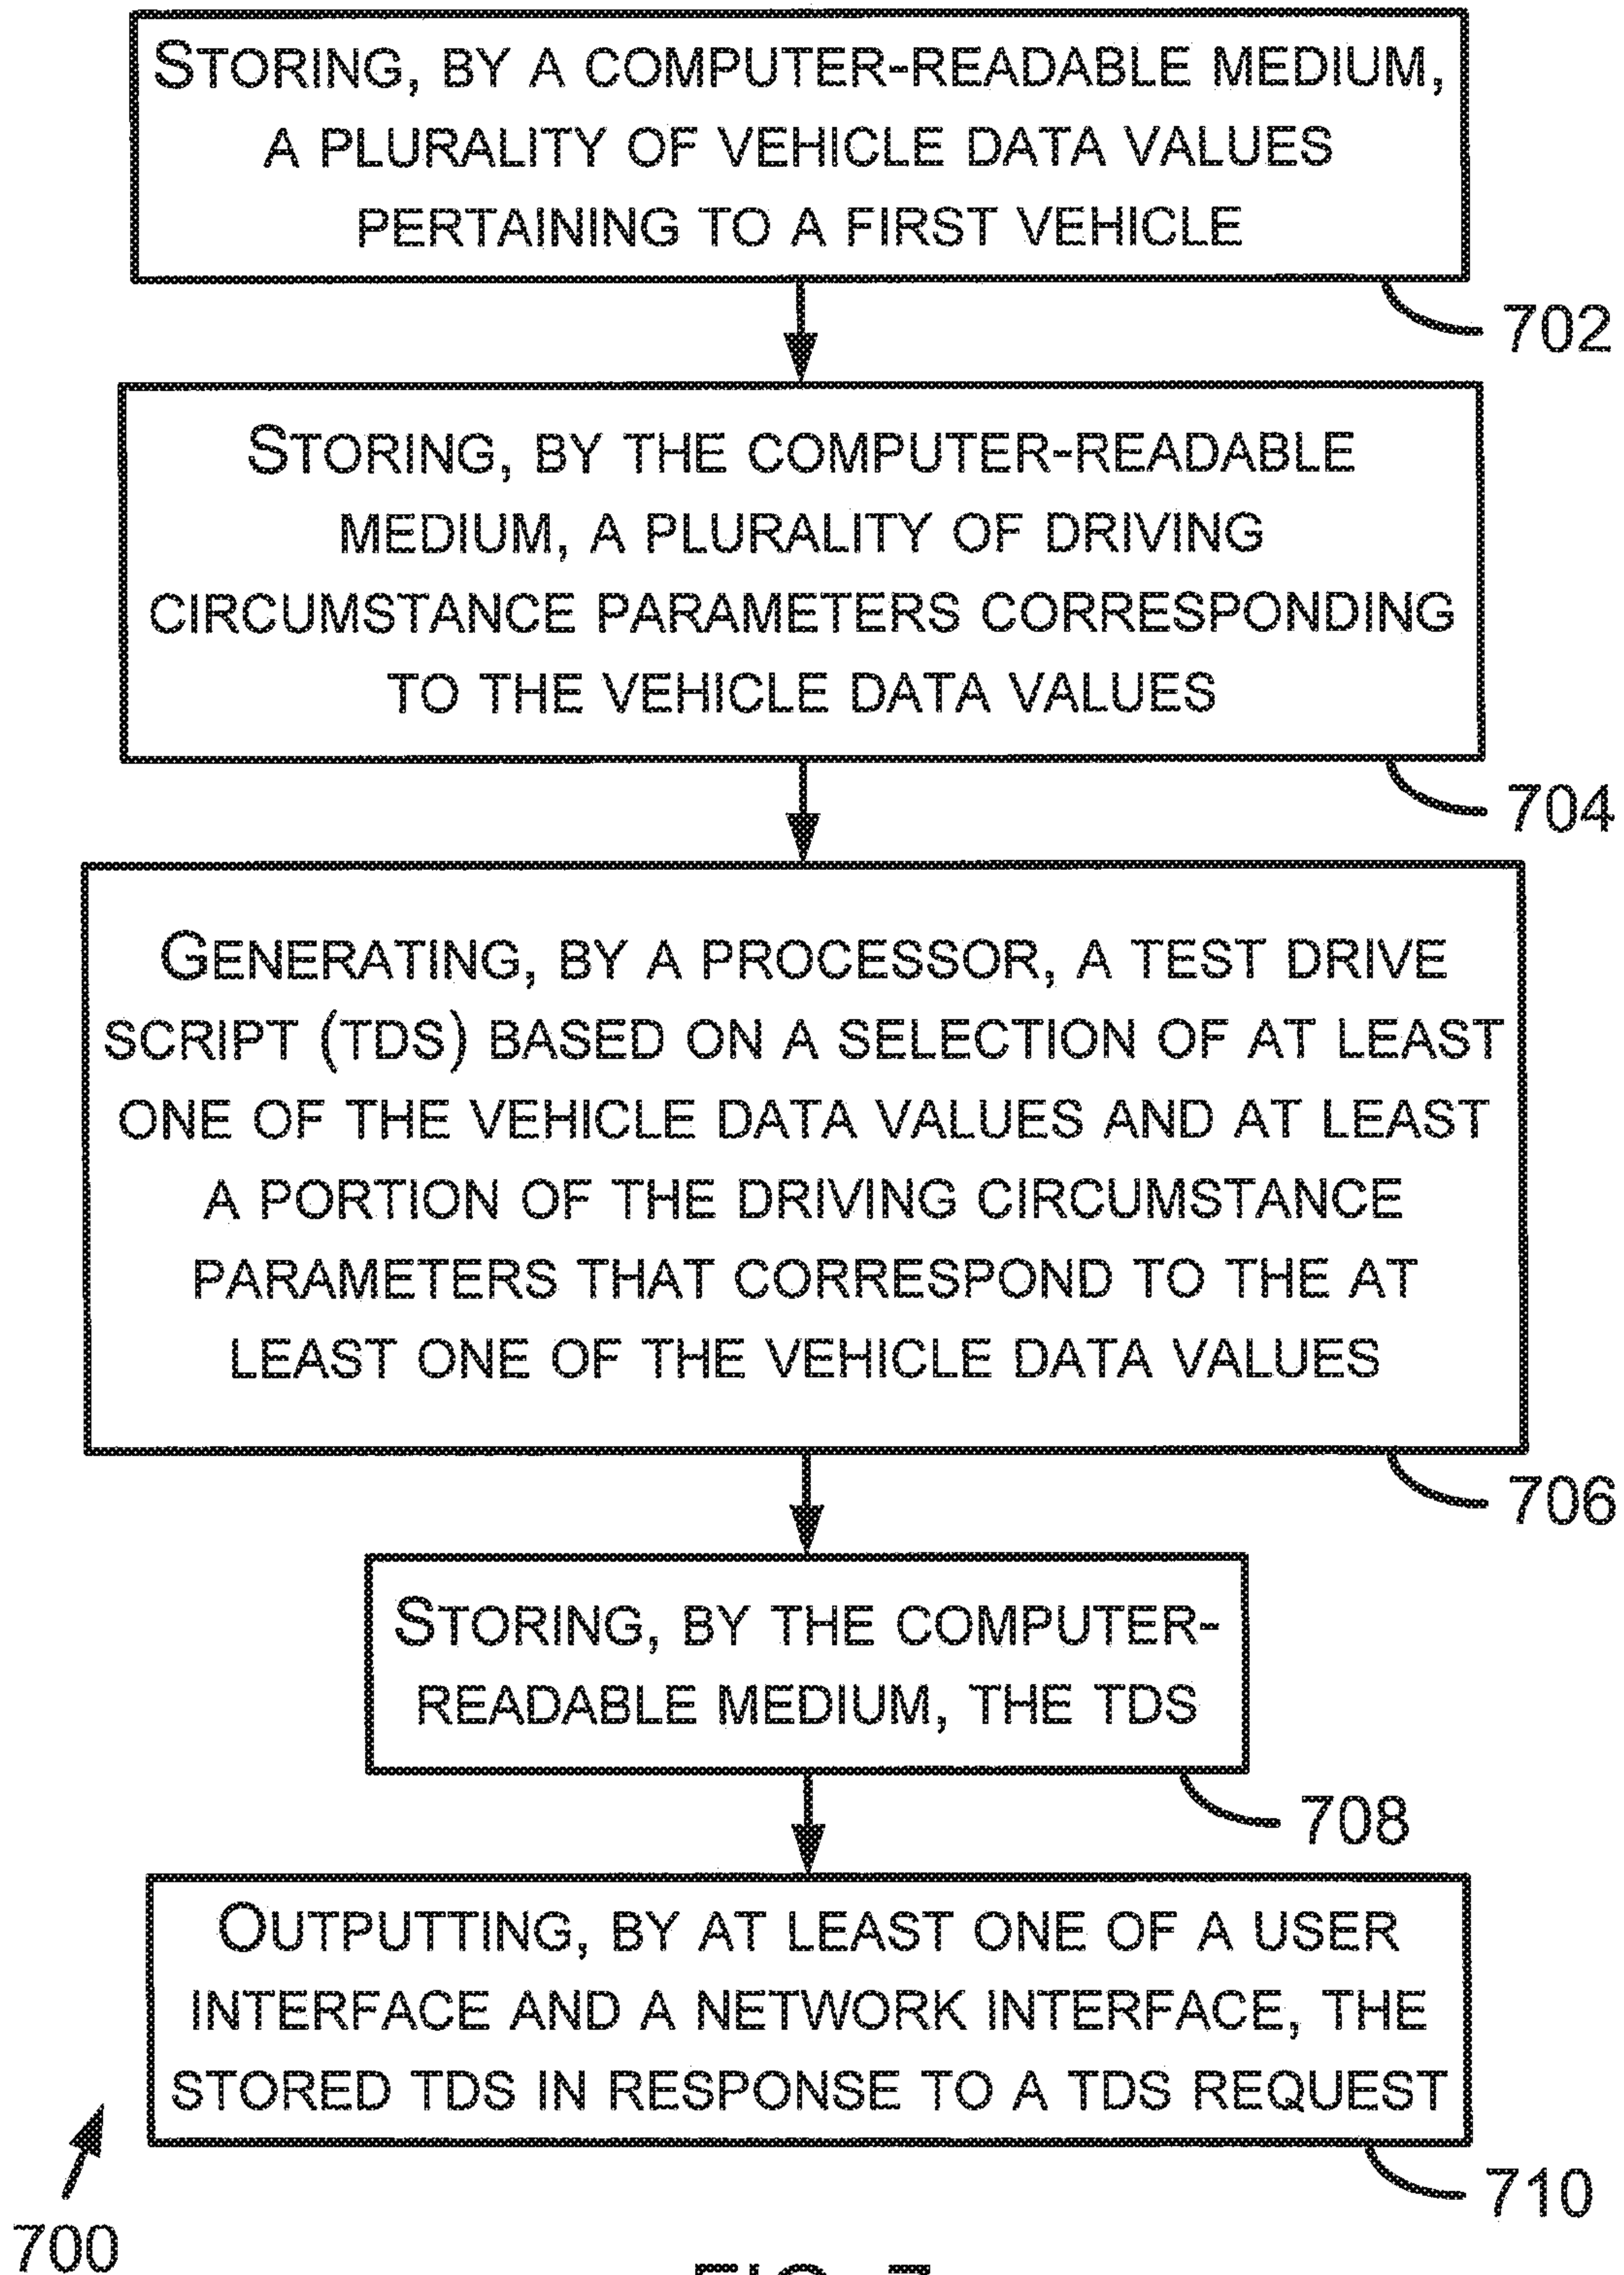 STORING, BY A COMPUTER-READABLE MEDIUM,
A PLURALITY OF VEHICLE DATA VALUES
PERTAINING TO A FIRST VEHICLE
702
STORING, BY THE COMPUTER-READABLE
MEDIUM, A PLURALITY OF DRIVING
CIRCUMSTANCE PARAMETERS CORRESPONDING
TO THE VEHICLE DATA VALUES
704
GENERATING, BY A PROCESSOR, A TEST DRIVE
SCRIPT (TDS) BASED ON A SELECTION OF AT LEAST
ONE OF THE VEHICLE DATA VALUES AND AT LEAST
A PORTION OF THE DRIVING CIRCUMSTANCE
PARAMETERS THAT CORRESPOND TO THE AT
LEAST ONE OF THE VEHICLE DATA VALUES
706
STORING, BY THE COMPUTER-
READABLE MEDIUM, THE TDS
708
OUTPUTTING, BY AT LEAST ONE OF A USER
INTERFACE AND A NETWORK INTERFACE, THE
STORED TDS IN RESPONSE TO A TDS REQUEST
710
700